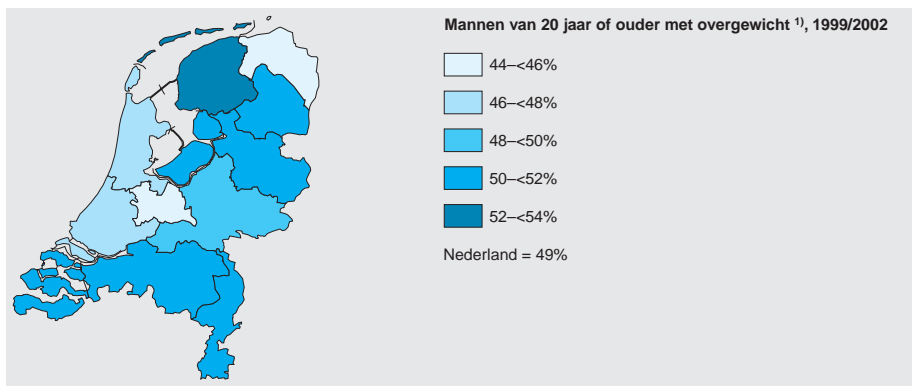 Mannen van 20 jaar of ouder met overgewicht 1), 1999/2002
44–<46%
46–<48%
48–<50%
50–<52%
52–<54%
Nederland = 49%